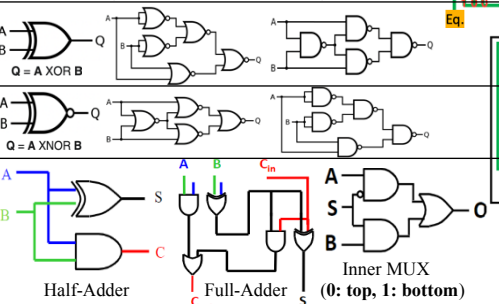 Eq.
A
B
Q
Q = A XOR B
A
B
Q
A
B
Q
A
B
Q
Q = A XNOR B
A
B
Q
A
B
Q
A
B
S
C
Half-Adder
A
B
Cin
C
S
Full-Adder
A
S
B
O
Inner MUX
(0: top, 1: bottom)